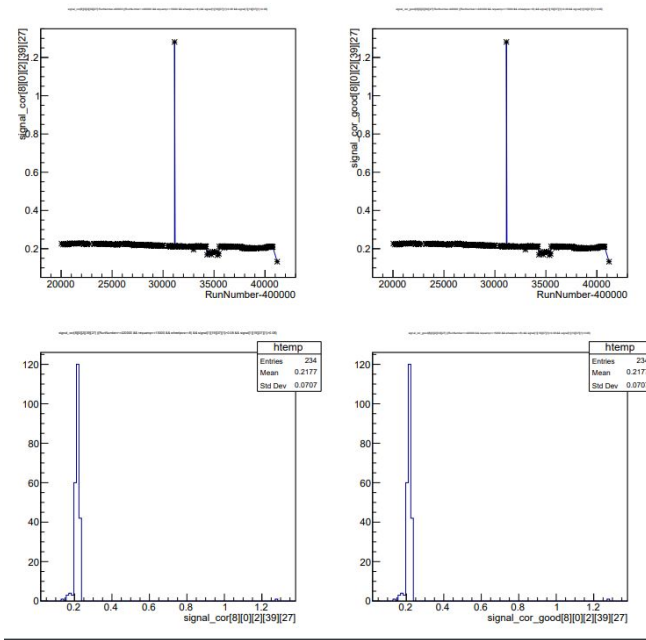 signal_cor[8][0][2][39][27]
1.2
1
0.8
0.6
0.4
0.2
20000 25000 30000 35000 40000
RunNumber-400000
signal_cor_good[8][0][2][39][27]
1.2
1
0.8
0.6
0.4
0.2
20000 25000 30000 35000 40000
RunNumber-400000
htemp
Entries 234
Mean 0.2177
Std Dev 0.0707
120
100
80
60
40
20
0
0.2 0.4 0.6 0.8 1 1.2
signal_cor[8][0][2][39][27]
htemp
Entries 234
Mean 0.2177
Std Dev 0.0707
120
100
80
60
40
20
0
0.2 0.4 0.6 0.8 1 1.2
signal_cor_good[8][0][2][39][27]